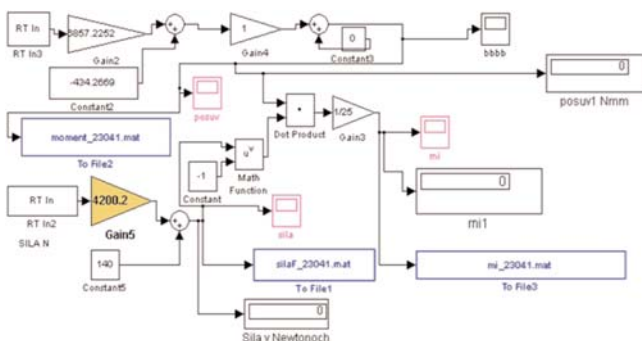 RT In
RT In3
6857.2252
Gain2
-434.2669
Constant2
1
Gain4
0
Constant3
bbbb
0
posuv1 Nmm
posuv
moment_23041.mat
To File2
Dot Product
1/25
Gain3
mi
0
mi1
-1
Constant
u^v
Math
Function
sila
RT In
RT In2
SILA N
4200.2
Gain5
140
Constant5
silaF_23041.mat
To File1
mi_23041.mat
To File3
0
Sila v Newtonoch